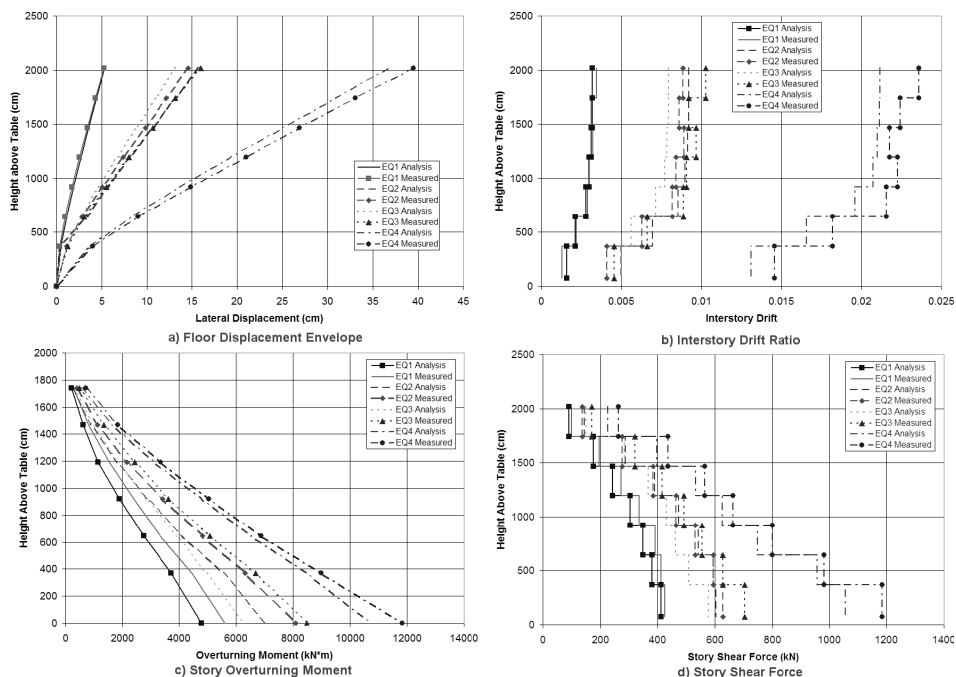 2500
2000
1500
1000
500
0
Height above Table (cm)
0 5 10 15 20 25 30 35 40 45
Lateral Displacement (cm)
EQ1 Analysis
EQ1 Measured
EQ2 Analysis
EQ2 Measured
EQ3 Analysis
EQ3 Measured
EQ4 Analysis
EQ4 Measured
a) Floor Displacement Envelope
2500
2000
1500
1000
500
0
Height above Table (cm)
0 0.005 0.01 0.015 0.02 0.025
Interstory Drift
EQ1 Analysis
EQ1 Measured
EQ2 Analysis
EQ2 Measured
EQ3 Analysis
EQ3 Measured
EQ4 Analysis
EQ4 Measured
b) Interstory Drift Ratio
2000
1800
1600
1400
1200
1000
800
600
400
200
0
Height Above Table (cm)
0 2000 4000 6000 8000 10000 12000 14000
Overturning Moment (kN*m)
EQ1 Analysis
EQ1 Measured
EQ2 Analysis
EQ2 Measured
EQ3 Analysis
EQ3 Measured
EQ4 Analysis
EQ4 Measured
c) Story Overturning Moment
2500
2000
1500
1000
500
0
Height Above Table (cm)
0 200 400 600 800 1000 1200 1400
Story Shear Force (kN)
EQ1 Analysis
EQ1 Measured
EQ2 Analysis
EQ2 Measured
EQ3 Analysis
EQ3 Measured
EQ4 Analysis
EQ4 Measured
d) Story Shear Force